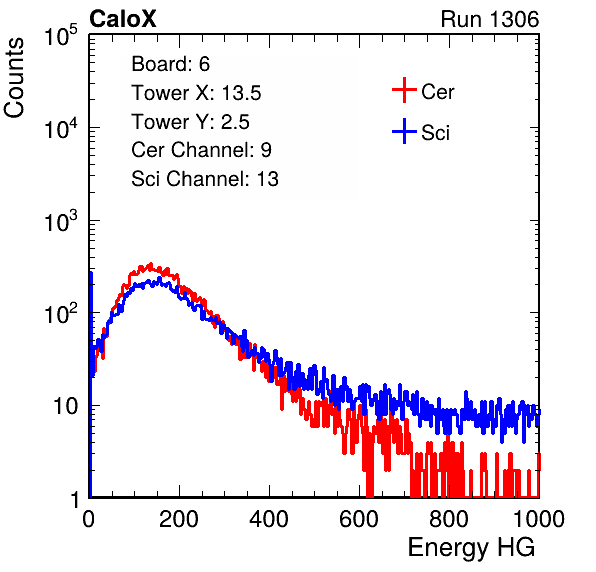 CaloX Run 1306
Counts
Board: 6
Tower X: 13.5
Tower Y: 2.5
Cer Channel: 9
Sci Channel: 13
Cer
Sci
10^5
10^4
10^3
10^2
10
1
0 200 400 600 800 1000
Energy HG